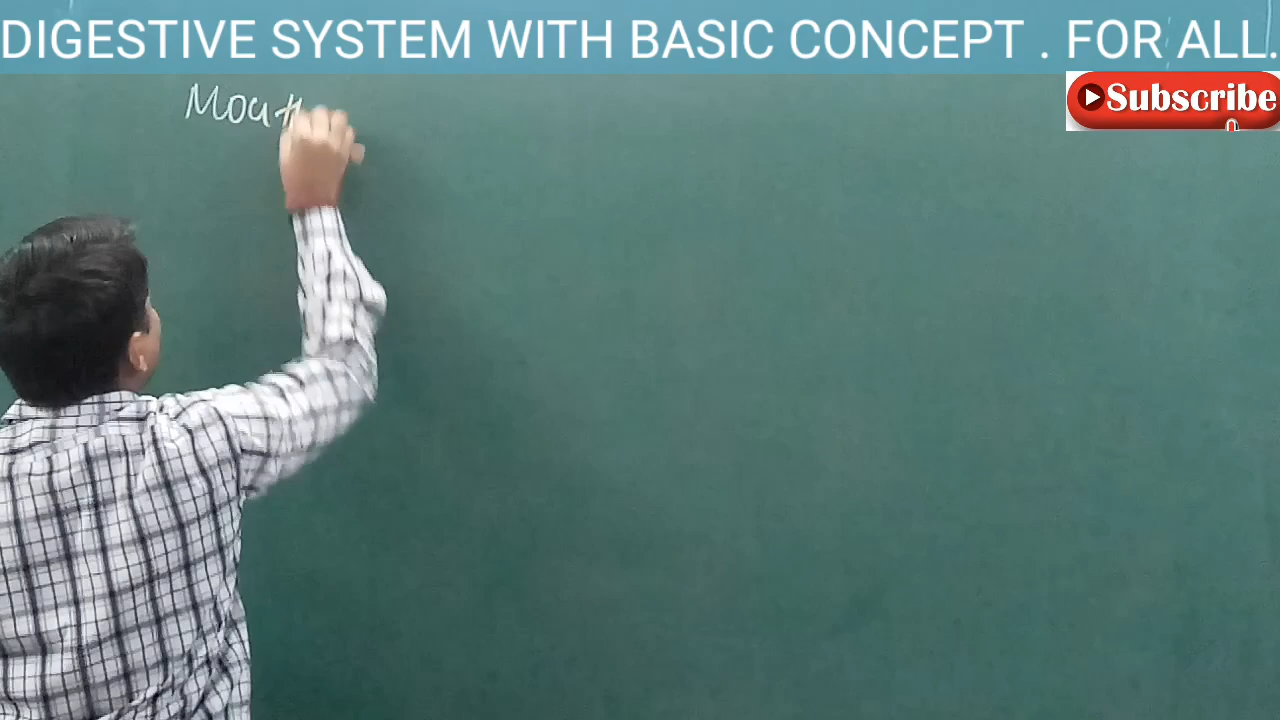 DIGESTIVE SYSTEM WITH BASIC CONCEPT . FOR ALL.
Subscribe
Mouth